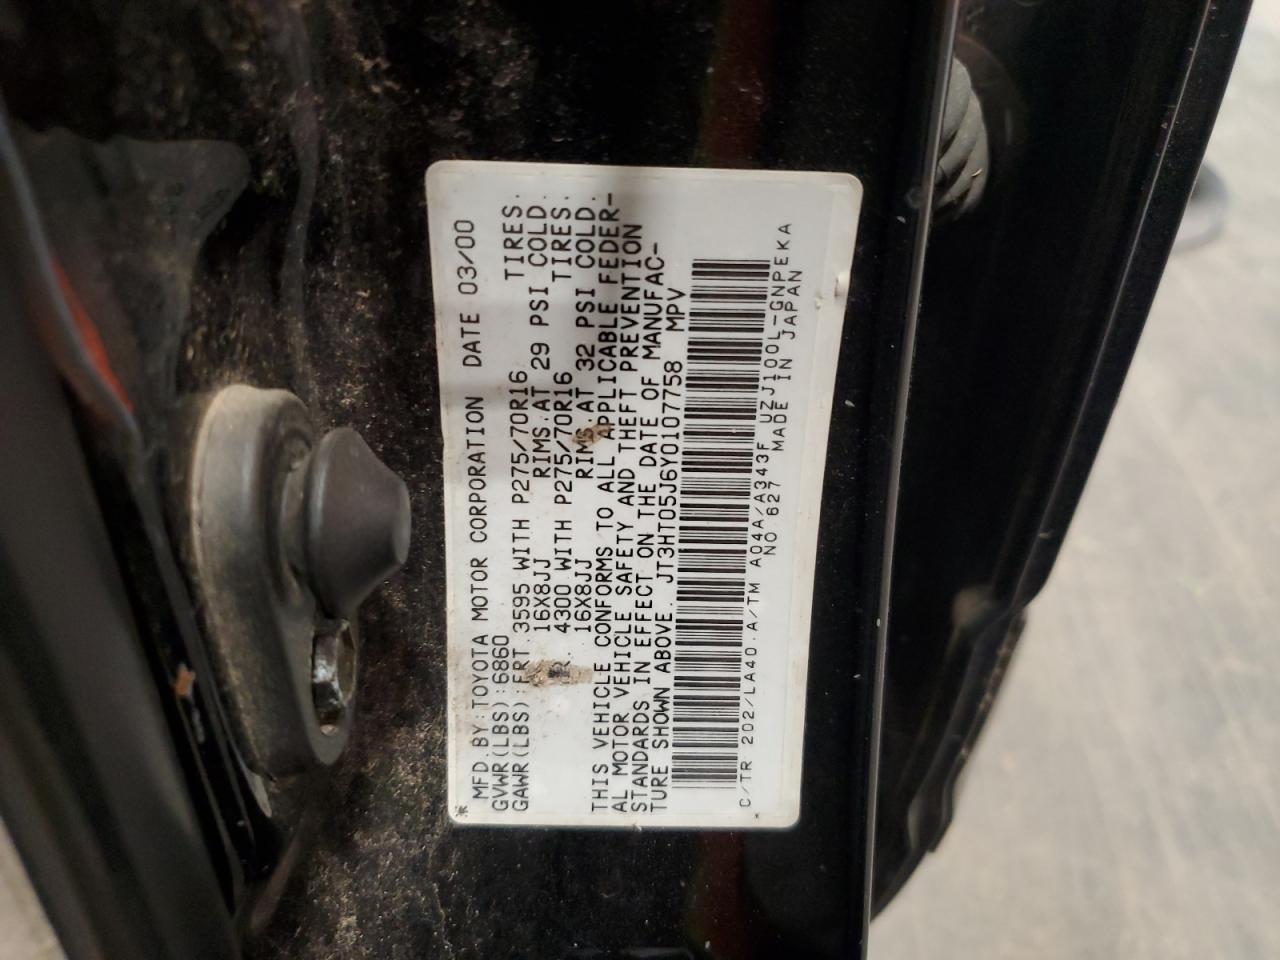 * MFD. BY: TOYOTA MOTOR CORPORATION DATE 03/00
GVWR(LBS): 6860
GAWR(LBS): FRT. 3595 WITH P275/70R16 TIRES.
16X8JJ RIMS. AT 29 PSI COLD.
RR. 4300 WITH P275/70R16 TIRES.
16X8JJ RIMS. AT 32 PSI COLD.
THIS VEHICLE CONFORMS TO ALL APPLICABLE FEDER-
AL MOTOR VEHICLE SAFETY AND THEFT PREVENTION
STANDARDS IN EFFECT ON THE DATE OF MANUFAC-
TURE SHOWN ABOVE. JT3HT05J6Y0107758 MPV
C/TR 202/LA40 A/TM A04A/A343F UZJ100L-GNPEKA
* NO.627 MADE IN JAPAN